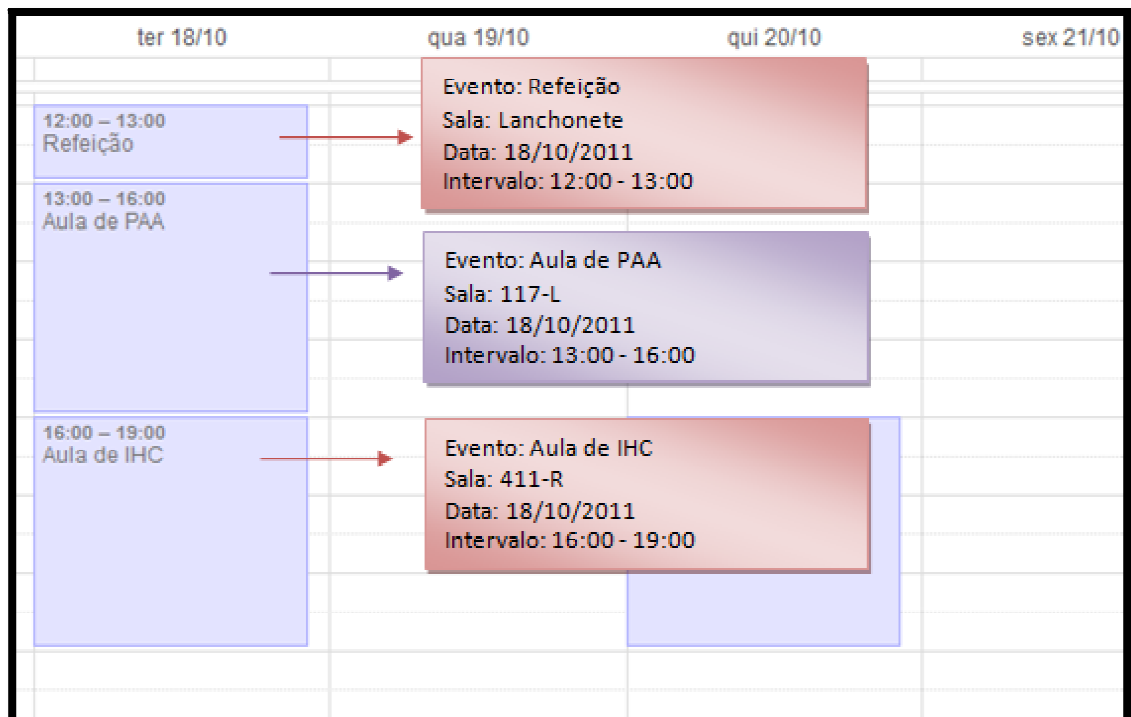 ter 18/10 qua 19/10 qui 20/10 sex 21/10
12:00 – 13:00
Refeição
Evento: Refeição
Sala: Lanchonete
Data: 18/10/2011
Intervalo: 12:00 - 13:00
13:00 – 16:00
Aula de PAA
Evento: Aula de PAA
Sala: 117-L
Data: 18/10/2011
Intervalo: 13:00 - 16:00
16:00 – 19:00
Aula de IHC
Evento: Aula de IHC
Sala: 411-R
Data: 18/10/2011
Intervalo: 16:00 - 19:00